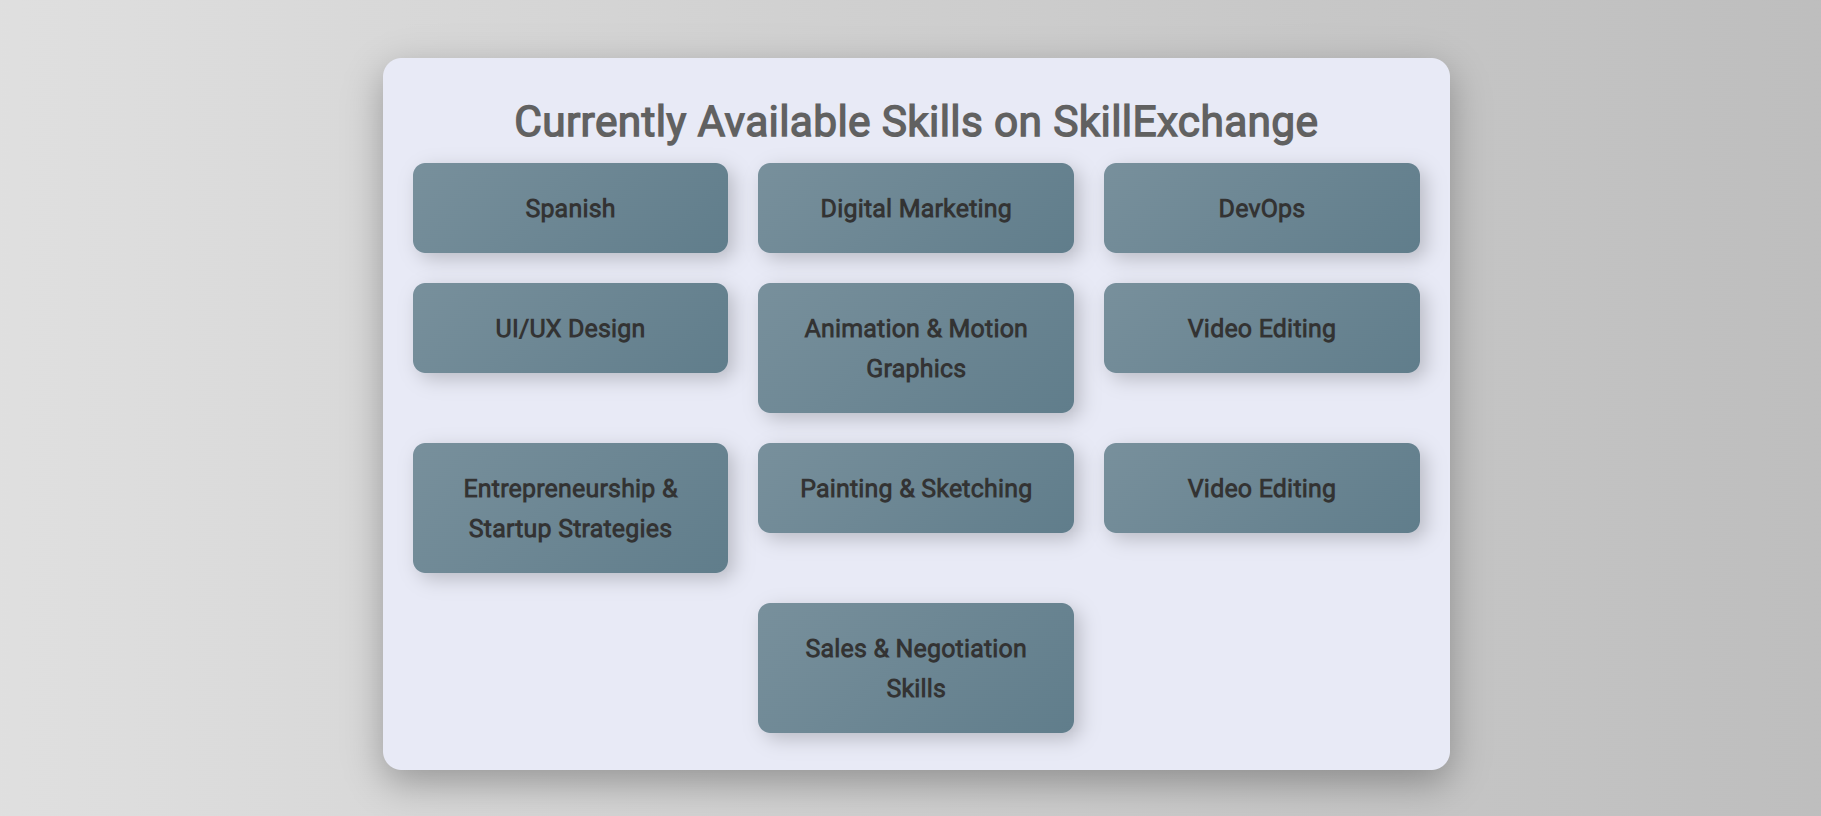 Currently Available Skills on SkillExchange
Spanish
Digital Marketing
DevOps
UI/UX Design
Animation & Motion
Graphics
Video Editing
Entrepreneurship &
Startup Strategies
Painting & Sketching
Video Editing
Sales & Negotiation
Skills